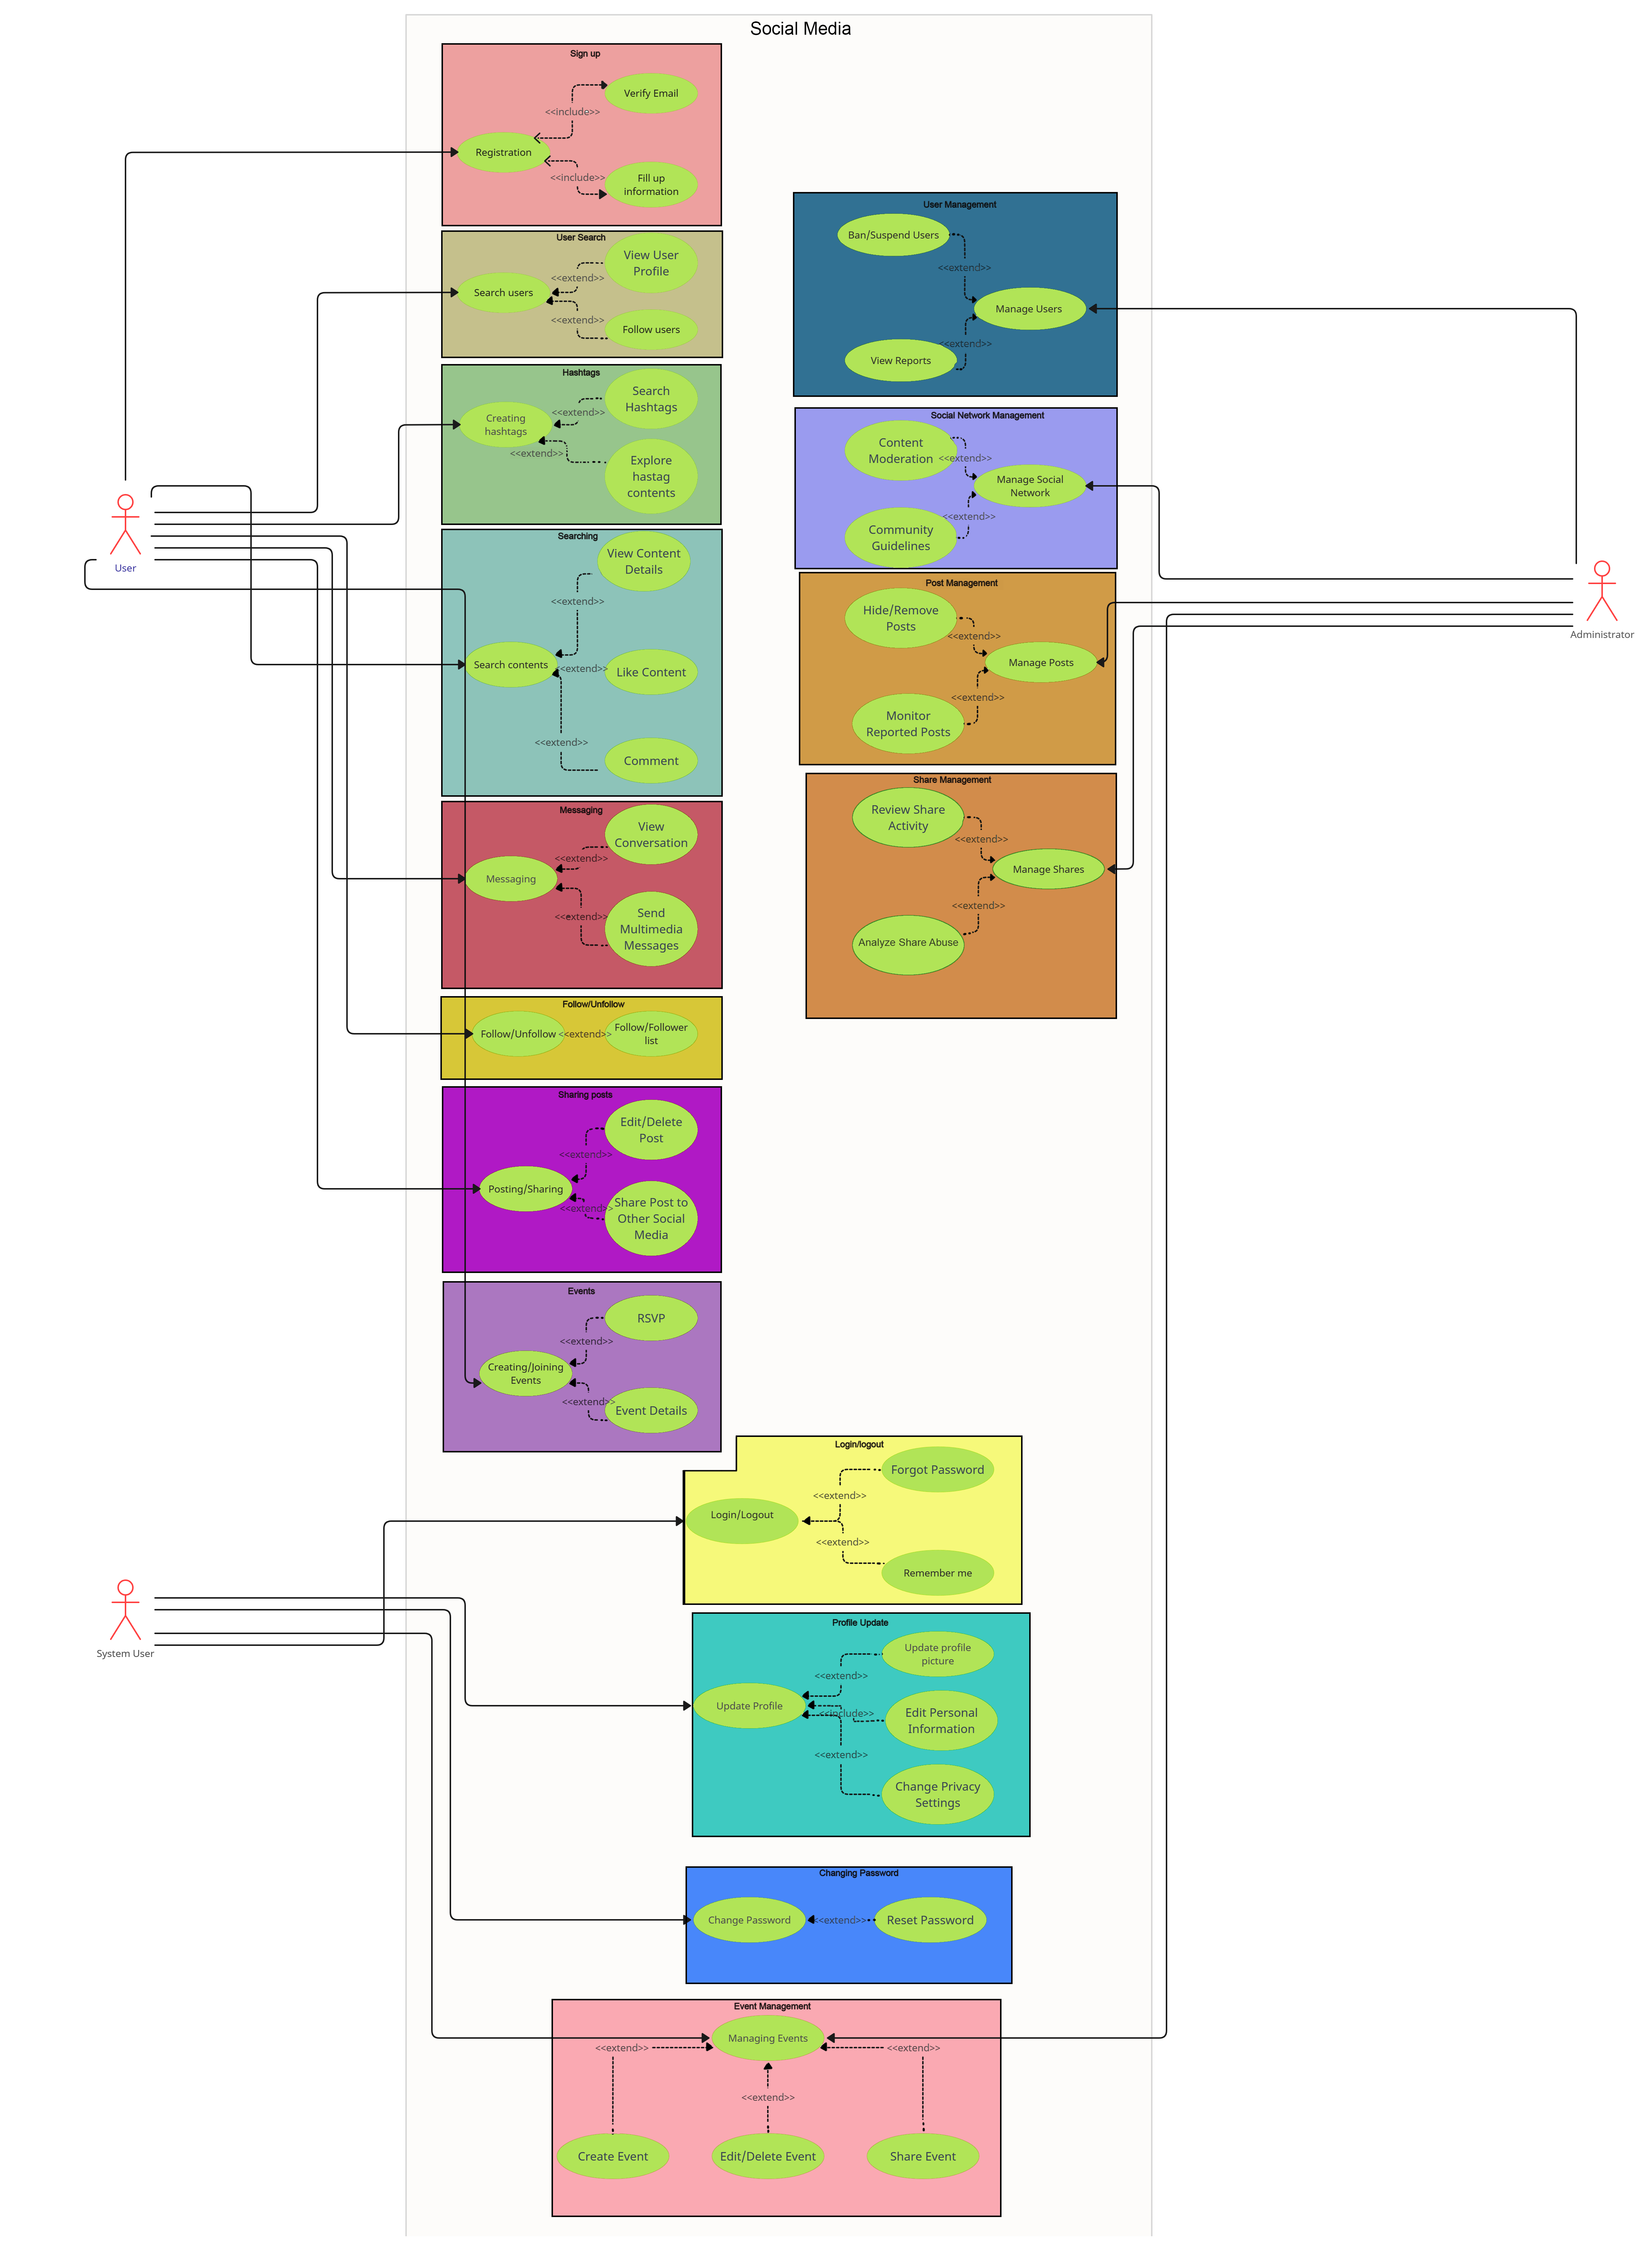 Social Media
Sign up
Verify Email
<<include>>
Registration
<<include>>
Fill up
information
User Search
View User
Profile
<<extend>>
Search users
<<extend>>
Follow users
Hashtags
Search
Hashtags
<<extend>>
Creating
hashtags
<<extend>>
Explore
hastag
contents
Searching
View Content
Details
<<extend>>
Search contents
<<extend>>
Like Content
<<extend>>
Comment
Messaging
View
Conversation
<<extend>>
Messaging
<<extend>>
Send
Multimedia
Messages
Follow/Unfollow
Follow/Unfollow
<<extend>>
Follow/Follower
list
Sharing posts
Edit/Delete
Post
<<extend>>
Posting/Sharing
<<extend>>
Share Post to
Other Social
Media
Events
RSVP
<<extend>>
Creating/Joining
Events
<<extend>>
Event Details
User
User Management
Ban/Suspend Users
<<extend>>
Manage Users
<<extend>>
View Reports
Social Network Management
Content
Moderation
<<extend>>
Manage Social
Network
<<extend>>
Community
Guidelines
Post Management
Hide/Remove
Posts
<<extend>>
Manage Posts
<<extend>>
Monitor
Reported Posts
Share Management
Review Share
Activity
<<extend>>
Manage Shares
<<extend>>
Analyze Share Abuse
Administrator
Login/logout
Forgot Password
<<extend>>
Login/Logout
<<extend>>
Remember me
System User
Profile Update
Update profile
picture
<<extend>>
Update Profile
<<include>>
Edit Personal
Information
<<extend>>
Change Privacy
Settings
Changing Password
Change Password
<<extend>>
Reset Password
Event Management
Managing Events
<<extend>>
<<extend>>
<<extend>>
Create Event
Edit/Delete Event
Share Event